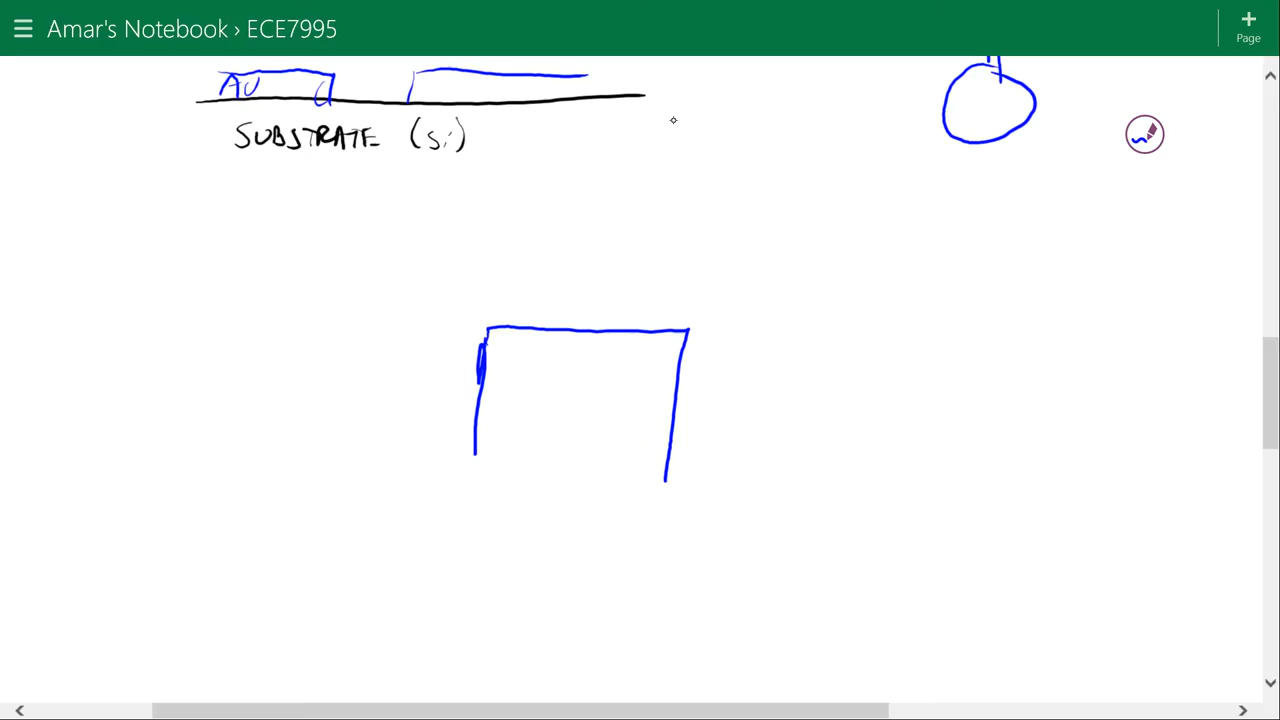 Amar's Notebook › ECE7995
Page
AU
SUBSTRATE (Si)